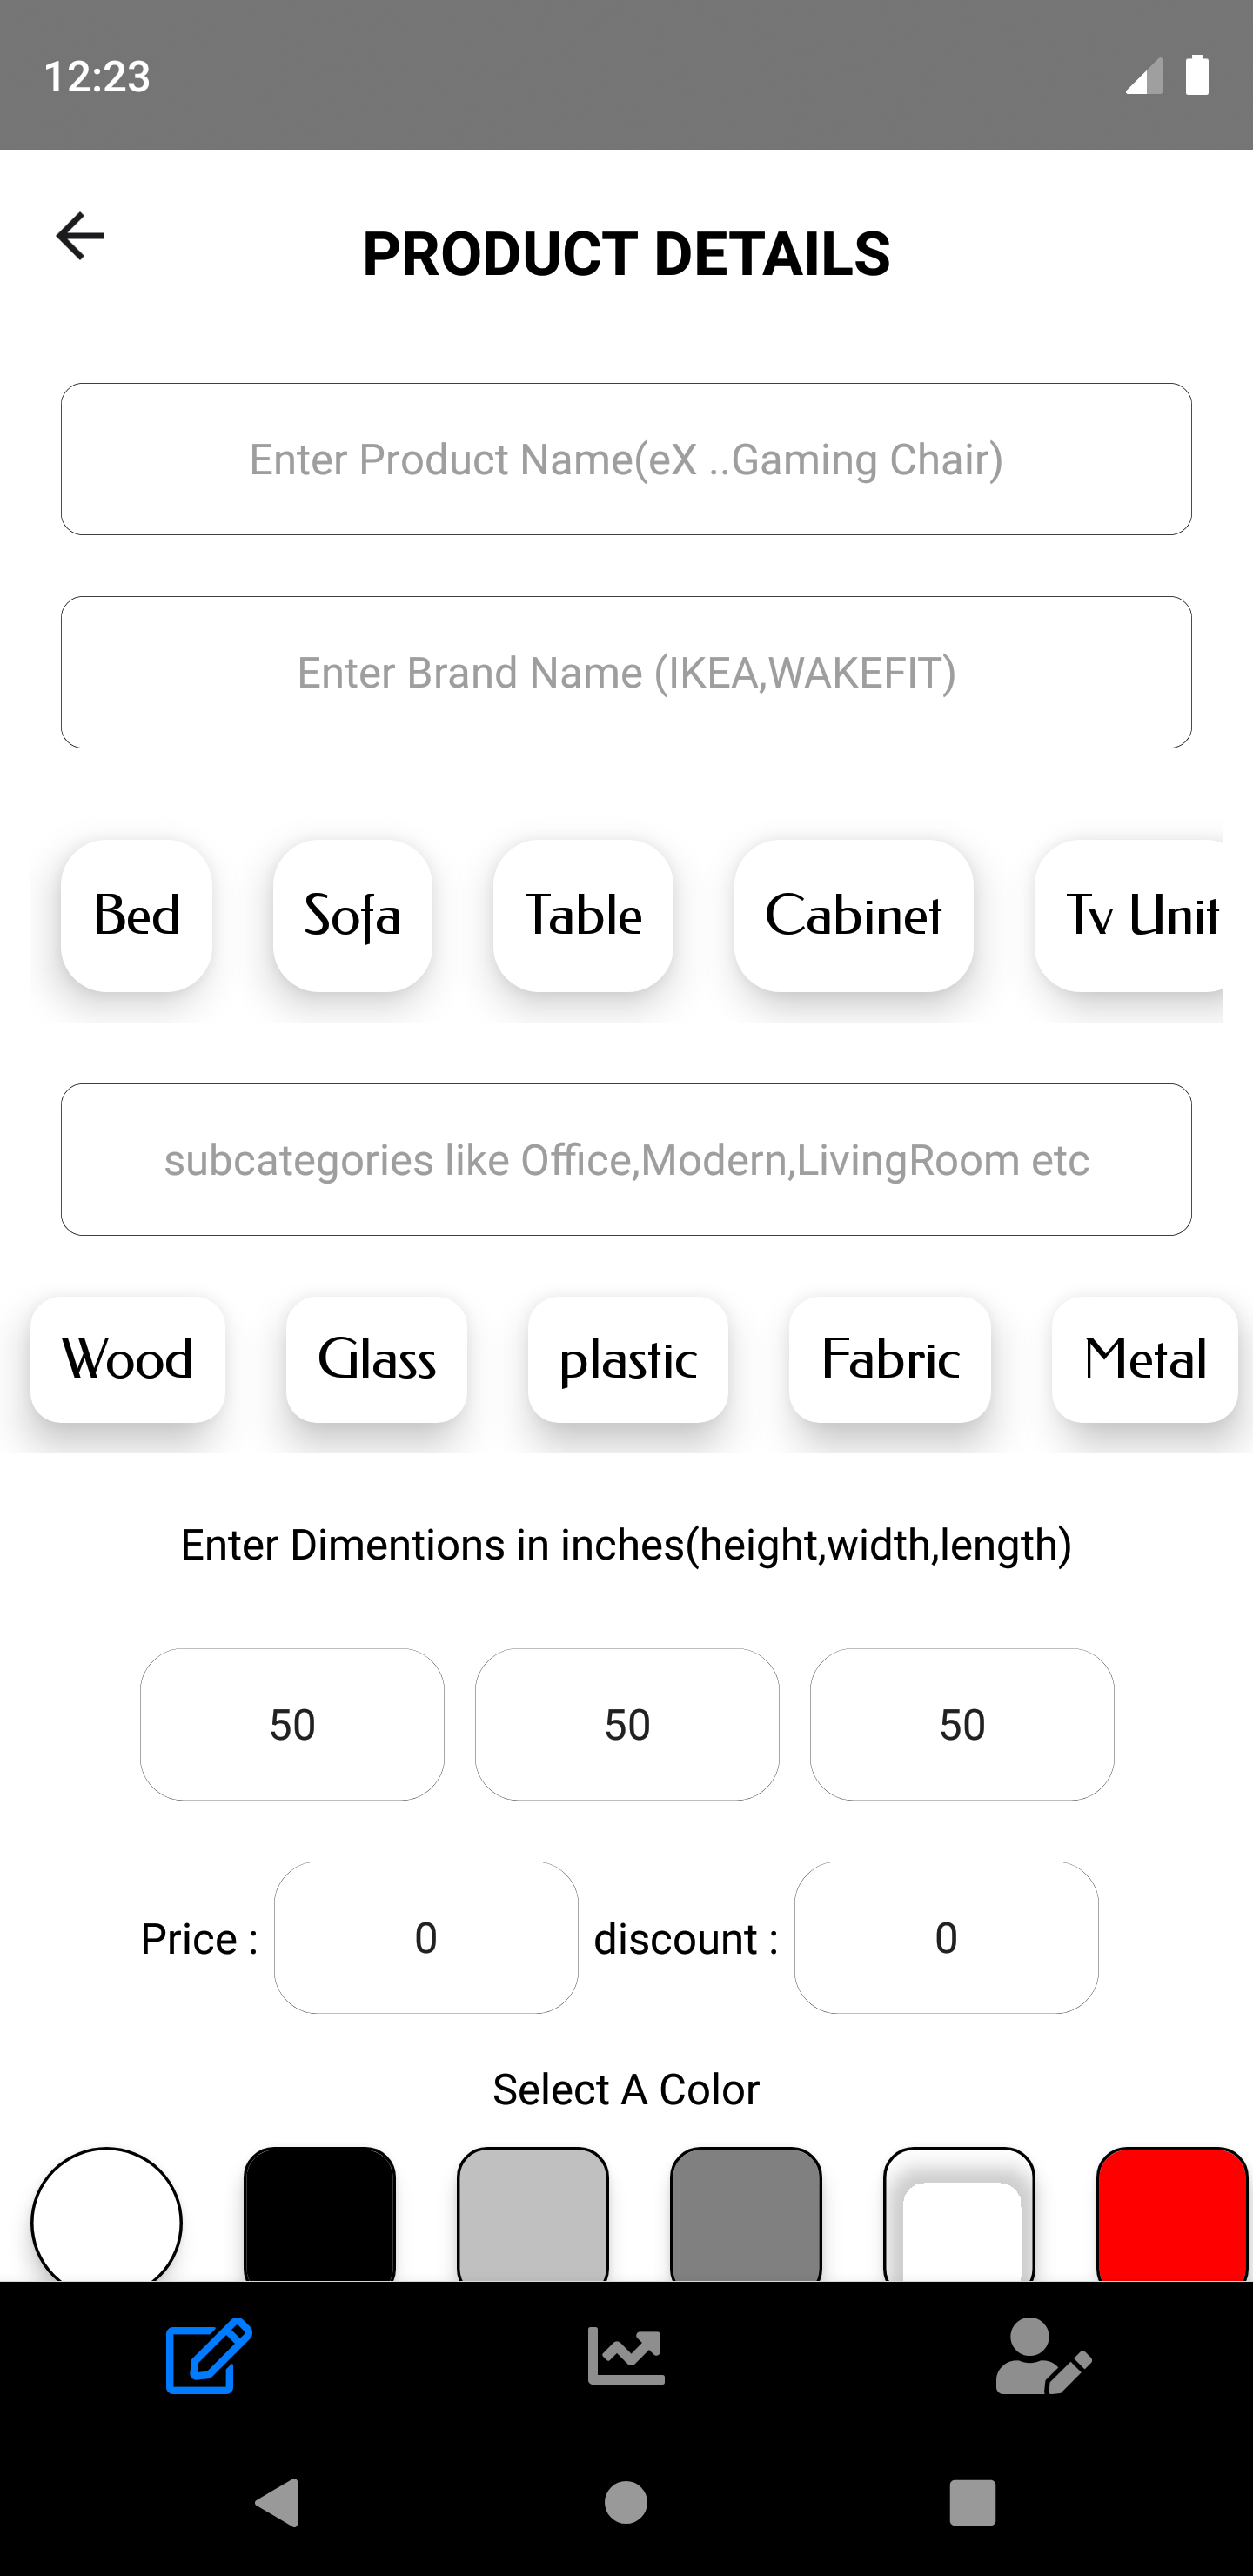 12:23
PRODUCT DETAILS
Enter Product Name(eX ..Gaming Chair)
Enter Brand Name (IKEA,WAKEFIT)
Bed Sofa Table Cabinet Tv Unit
subcategories like Office,Modern,LivingRoom etc
Wood Glass plastic Fabric Metal
Enter Dimentions in inches(height,width,length)
50 50 50
Price : 0 discount : 0
Select A Color